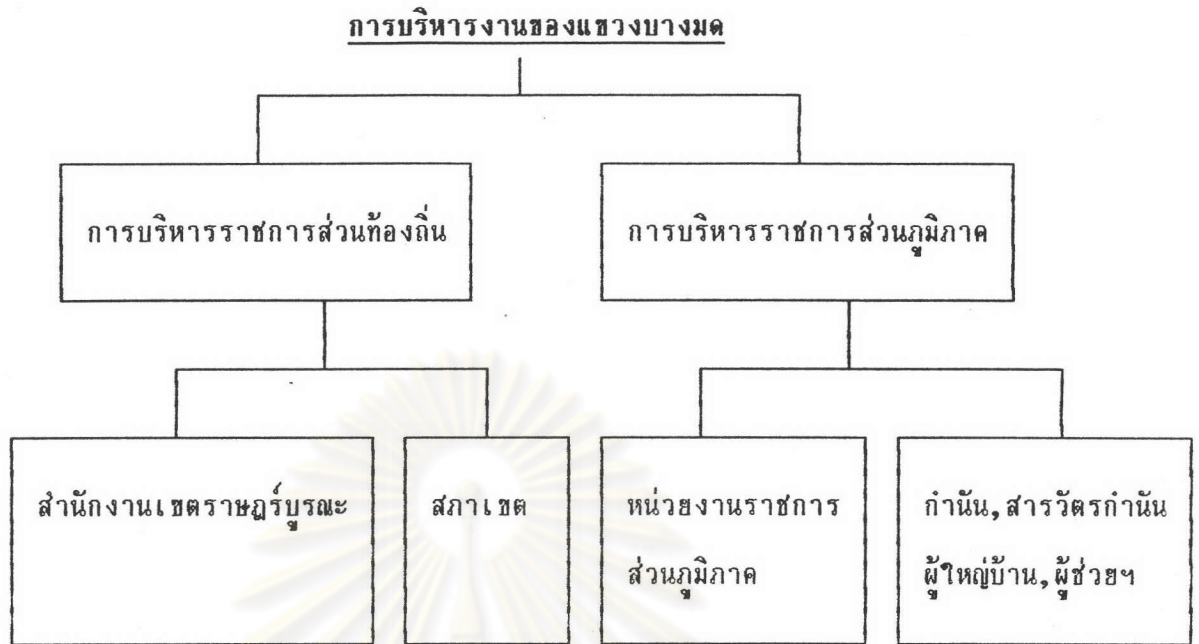 การบริหารงานของแขวงบางมด
การบริหารราชการส่วนท้องถิ่น
การบริหารราชการส่วนภูมิภาค
สำนักงานเขตราษฎร์บูรณะ
สภาเขต
หน่วยงานราชการ
ส่วนภูมิภาค
กำนัน,สารวัตรกำนัน
ผู้ใหญ่บ้าน,ผู้ช่วยฯ